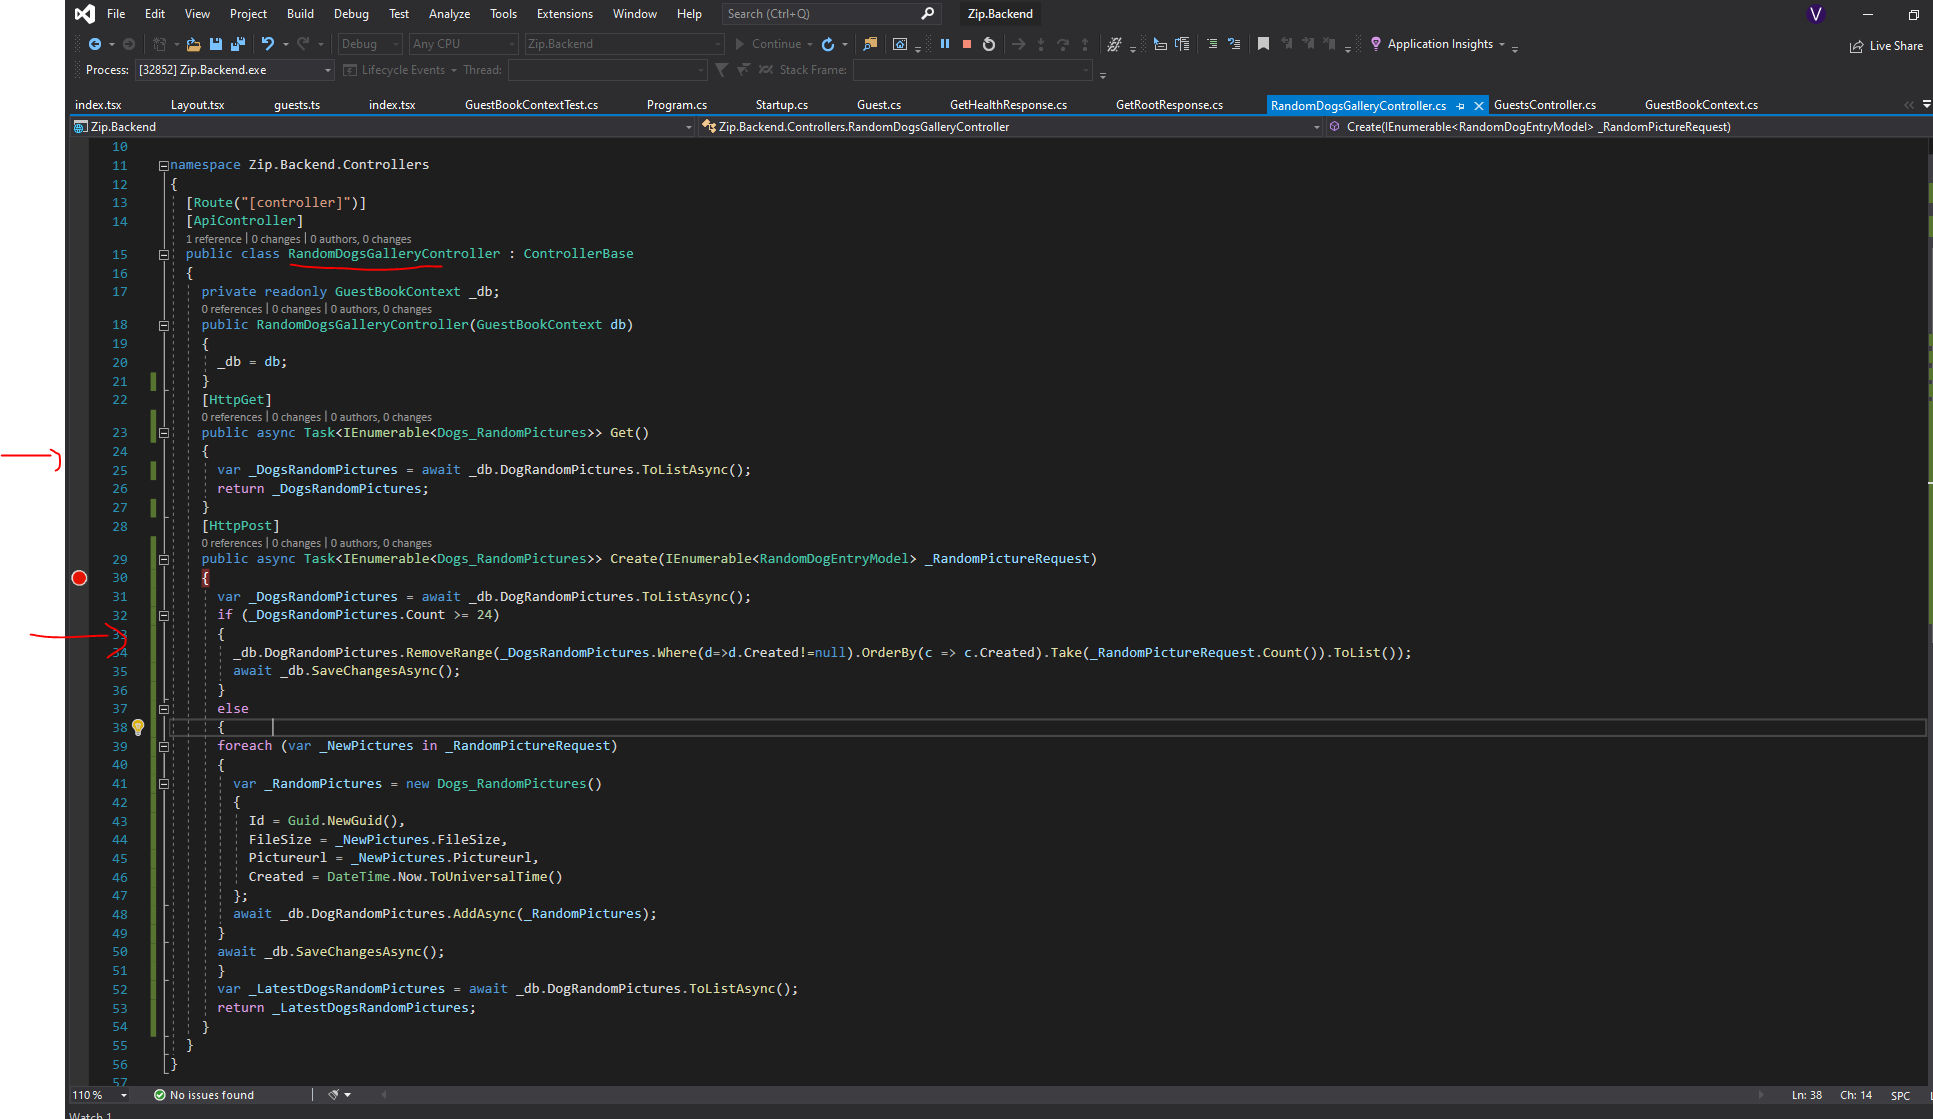 File Edit View Project Build Debug Test Analyze Tools Extensions Window Help Search (Ctrl+Q) Zip.Backend V
Debug Any CPU Zip.Backend Continue Application Insights Live Share
Process: [32852] Zip.Backend.exe Lifecycle Events Thread: Stack Frame:
index.tsx Layout.tsx guests.ts index.tsx GuestBookContextTest.cs Program.cs Startup.cs Guest.cs GetHealthResponse.cs GetRootResponse.cs RandomDogsGalleryController.cs GuestsController.cs GuestBookContext.cs
Zip.Backend Zip.Backend.Controllers.RandomDogsGalleryController Create(IEnumerable<RandomDogEntryModel> _RandomPictureRequest)
10
11 namespace Zip.Backend.Controllers
12 {
13 [Route("[controller]")]
14 [ApiController]
1 reference | 0 changes | 0 authors, 0 changes
15 public class RandomDogsGalleryController : ControllerBase
16 {
17 private readonly GuestBookContext _db;
0 references | 0 changes | 0 authors, 0 changes
18 public RandomDogsGalleryController(GuestBookContext db)
19 {
20 _db = db;
21 }
22 [HttpGet]
0 references | 0 changes | 0 authors, 0 changes
23 public async Task<IEnumerable<Dogs_RandomPictures>> Get()
24 {
25 var _DogsRandomPictures = await _db.DogRandomPictures.ToListAsync();
26 return _DogsRandomPictures;
27 }
28 [HttpPost]
0 references | 0 changes | 0 authors, 0 changes
29 public async Task<IEnumerable<Dogs_RandomPictures>> Create(IEnumerable<RandomDogEntryModel> _RandomPictureRequest)
30 {
31 var _DogsRandomPictures = await _db.DogRandomPictures.ToListAsync();
32 if (_DogsRandomPictures.Count >= 24)
33 {
34 _db.DogRandomPictures.RemoveRange(_DogsRandomPictures.Where(d=>d.Created!=null).OrderBy(c => c.Created).Take(_RandomPictureRequest.Count()).ToList());
35 await _db.SaveChangesAsync();
36 }
37 else
38 {
39 foreach (var _NewPictures in _RandomPictureRequest)
40 {
41 var _RandomPictures = new Dogs_RandomPictures()
42 {
43 Id = Guid.NewGuid(),
44 FileSize = _NewPictures.FileSize,
45 Pictureurl = _NewPictures.Pictureurl,
46 Created = DateTime.Now.ToUniversalTime()
47 };
48 await _db.DogRandomPictures.AddAsync(_RandomPictures);
49 }
50 await _db.SaveChangesAsync();
51 }
52 var _LatestDogsRandomPictures = await _db.DogRandomPictures.ToListAsync();
53 return _LatestDogsRandomPictures;
54 }
55 }
56 }
57
110 % No issues found Ln: 38 Ch: 14 SPC
Watch 1